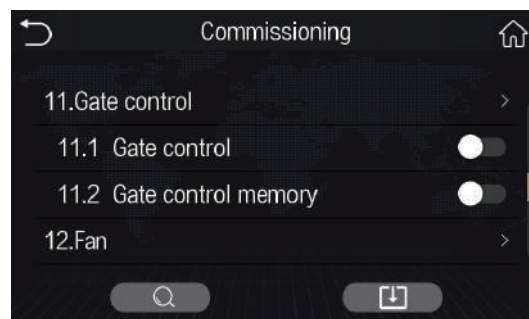 Commissioning
11.Gate control
11.1 Gate control
11.2 Gate control memory
12.Fan